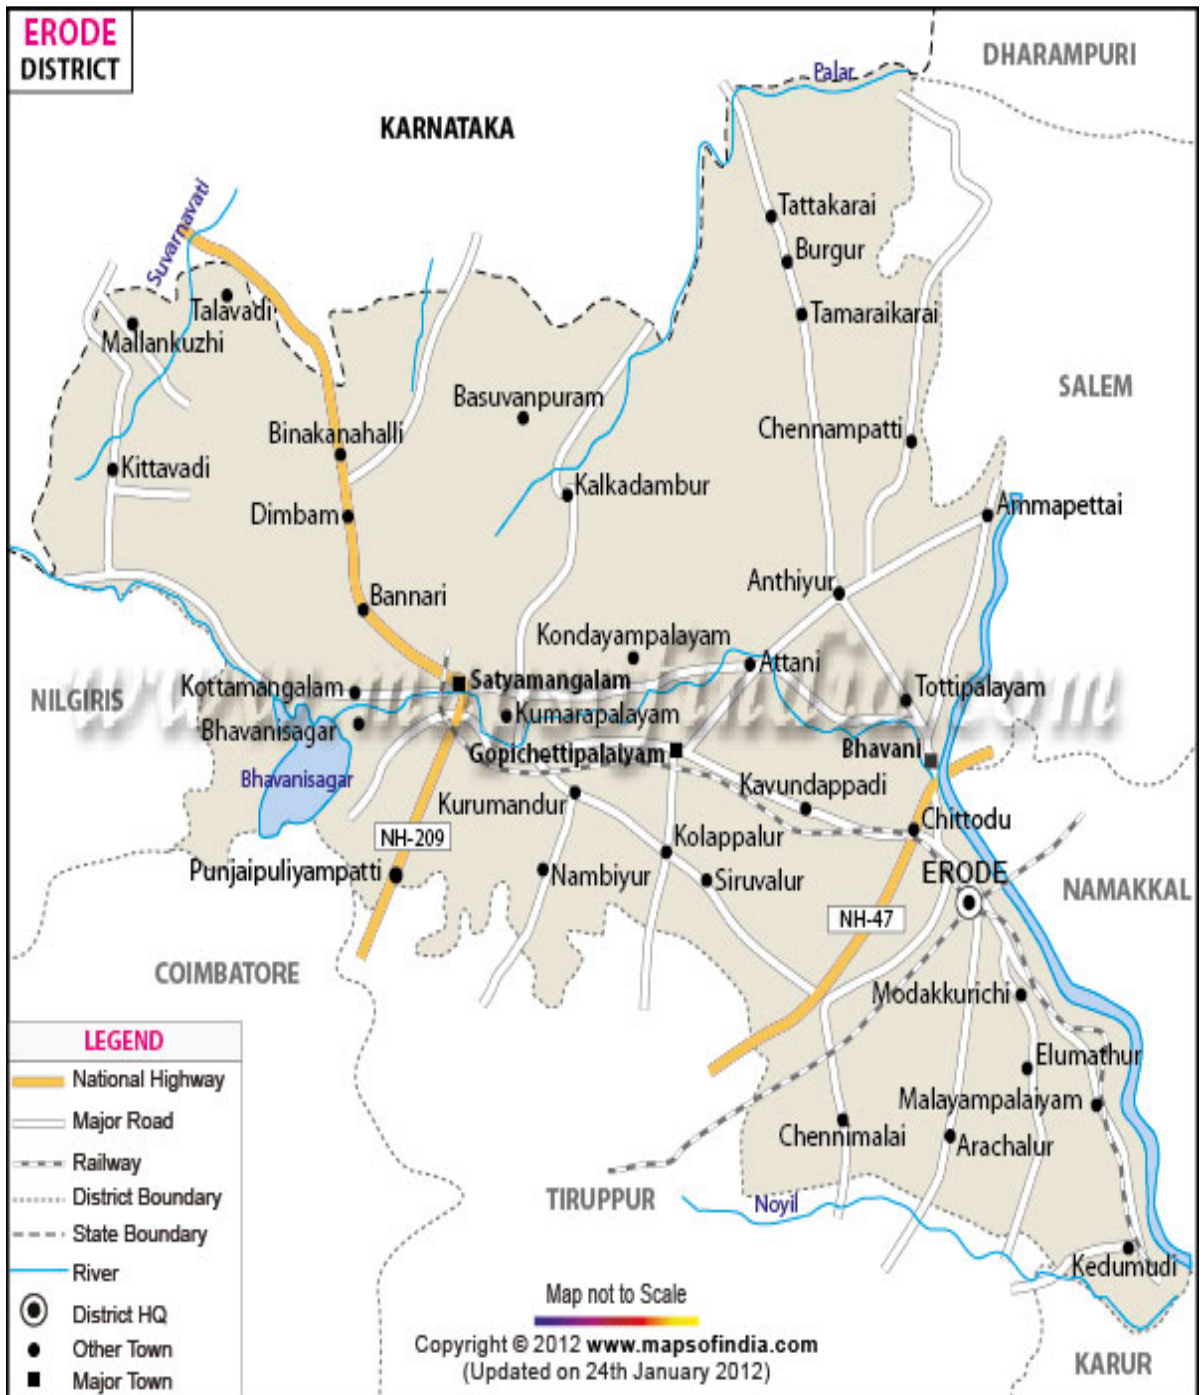 ERODE
DISTRICT
DHARAMPURI
Palar
KARNATAKA
Suvarnavati
Tattakarai
Burgur
Talavadi
Tamaraikarai
Mallankuzhi
SALEM
Basuvanpuram
Binakanahalli
Chennampatti
Kittavadi
Kalkadambur
Ammapettai
Dimbam
Anthiyur
Bannari
Kondayampalayam
Attani
Satyamangalam
Kottamangalam
Tottipalayam
NILGIRIS
Kumarapalayam
Bhavanisagar
Gopichettipalaiyam
Bhavani
Bhavanisagar
Kavundappadi
Kurumandur
Chittodu
NH-209
Kolappalur
Punjaipuliyampatti
Nambiyur
Siruvalur
ERODE
NAMAKKAL
NH-47
COIMBATORE
Modakkurichi
Elumathur
Malayampalaiyam
Chennimalai
Arachalur
TIRUPPUR
Noyil
Kedumudi
KARUR
LEGEND
National Highway
Major Road
Railway
District Boundary
State Boundary
River
District HQ
Other Town
Major Town
Map not to Scale
Copyright © 2012 www.mapsofindia.com
(Updated on 24th January 2012)
www.mapsofindia.com